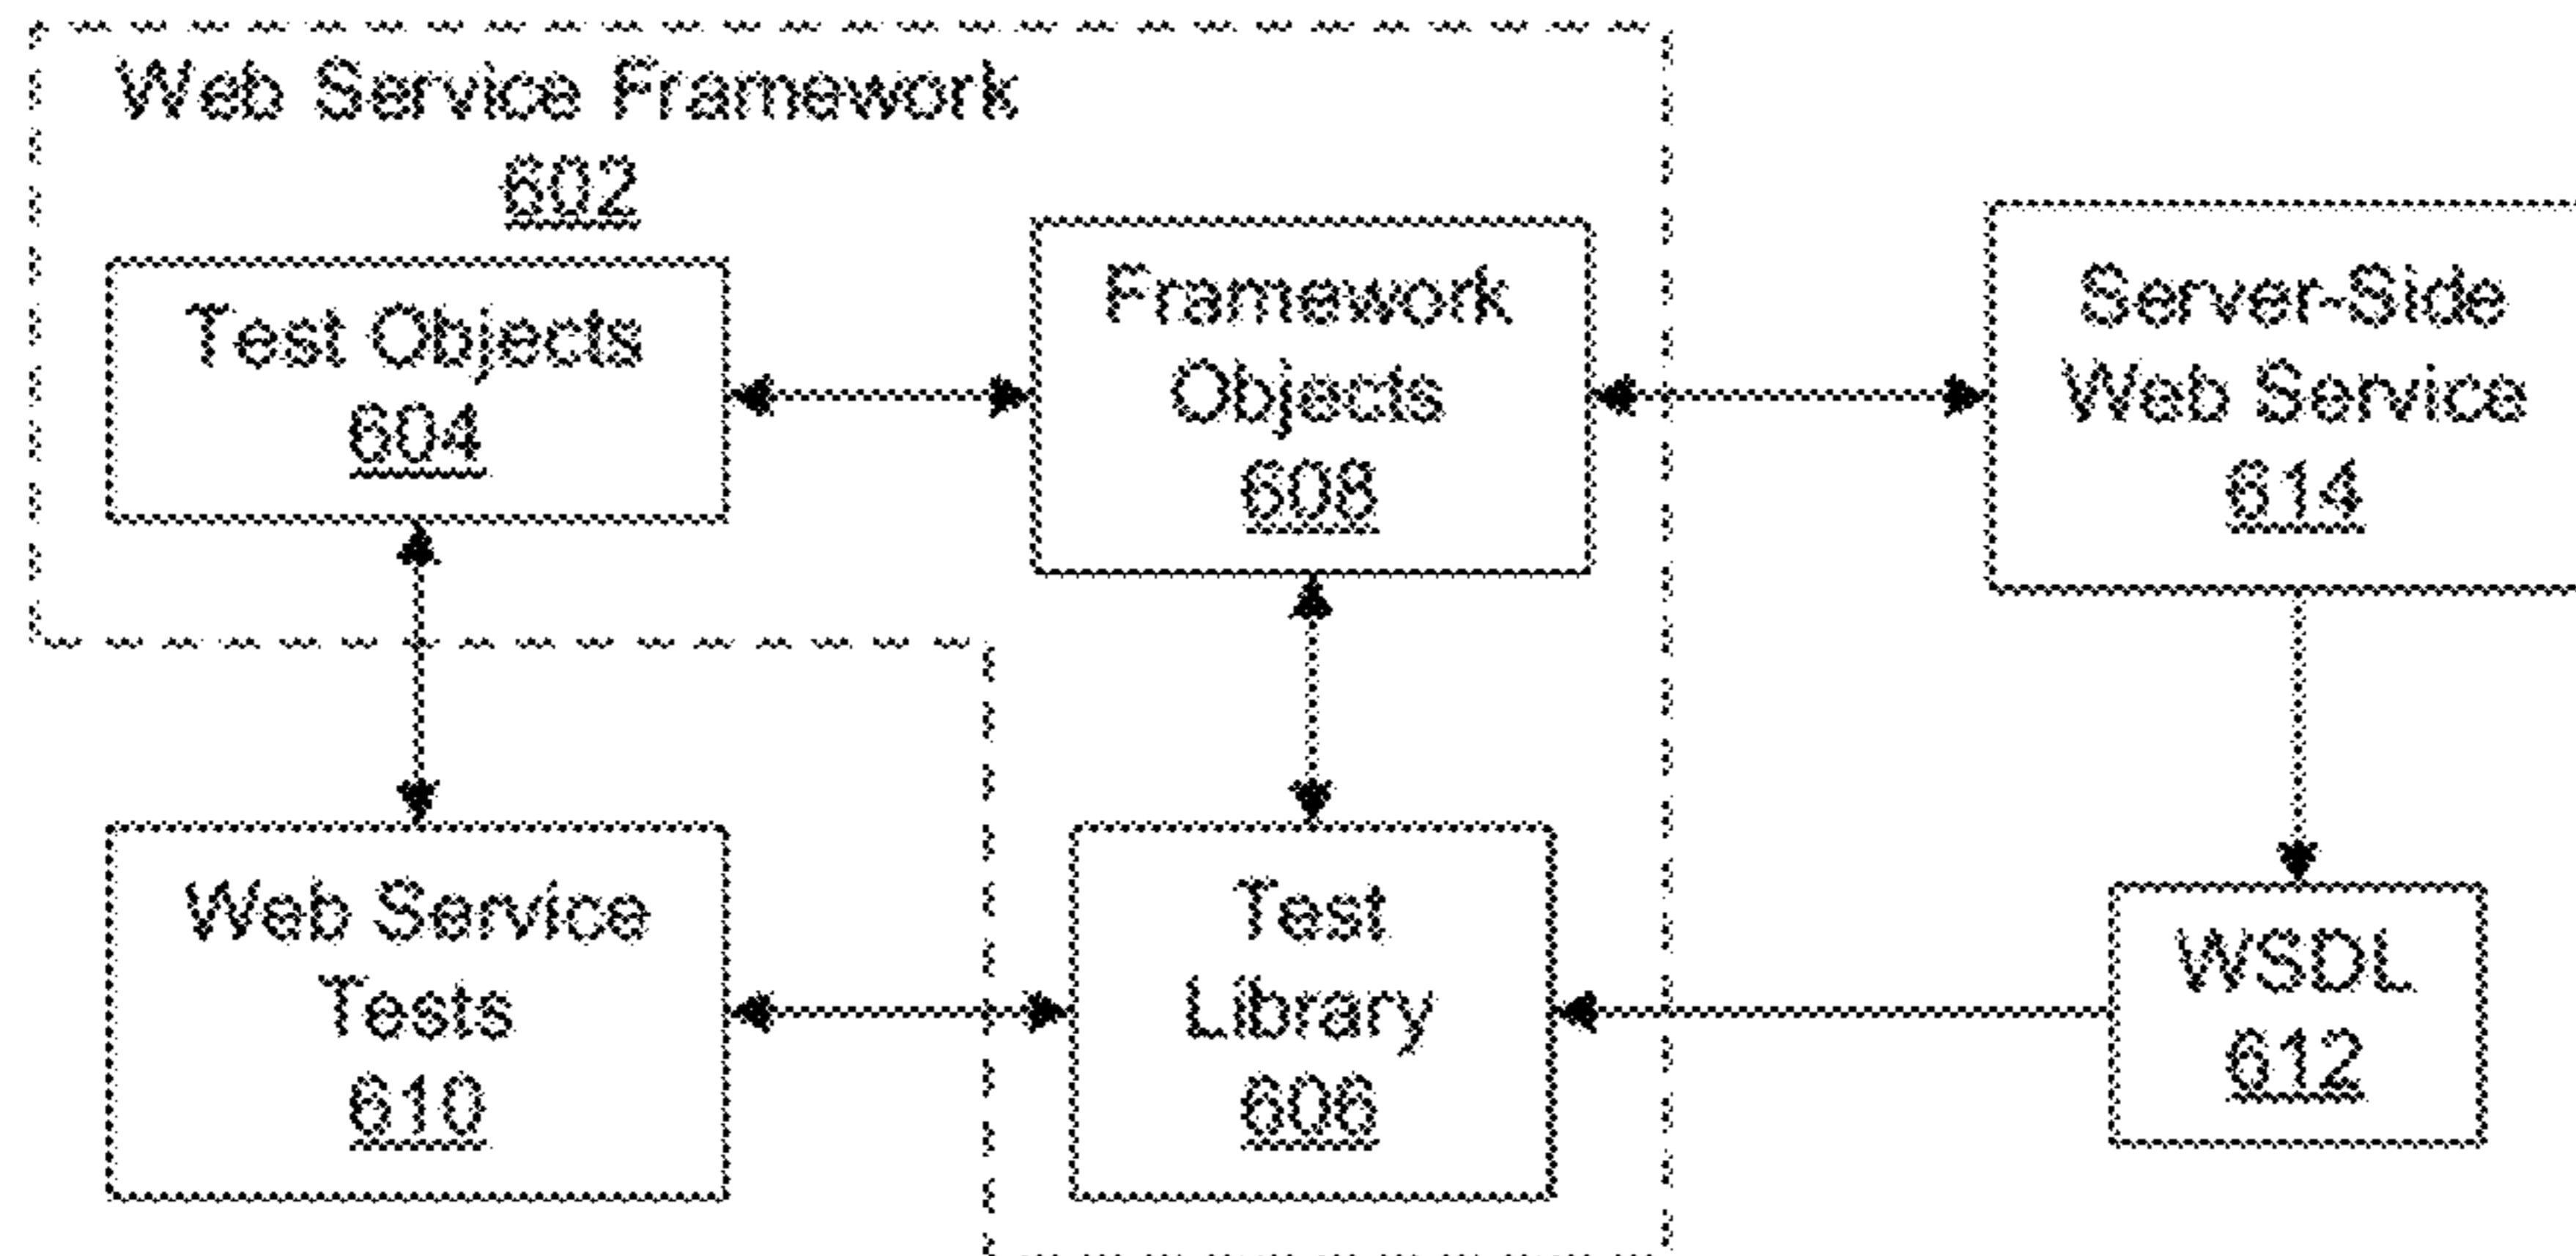 Web Service Framework
602
Test Objects
604
Framework
Objects
608
Server-Side
Web Service
614
Web Service
Tests
610
Test
Library
606
WSDL
612